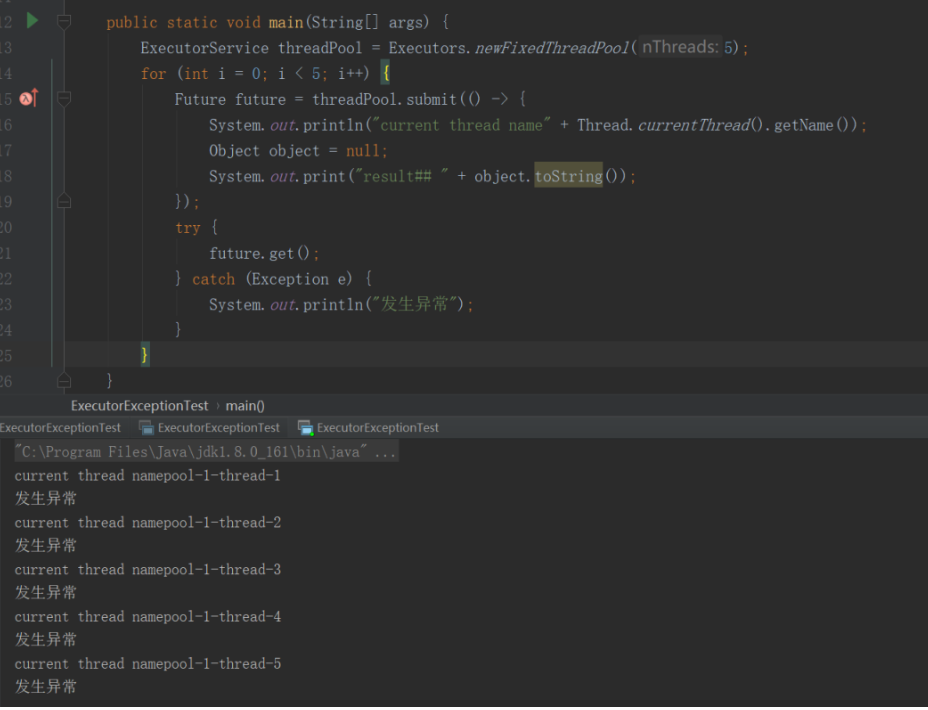 12 public static void main(String[] args) {
13 ExecutorService threadPool = Executors.newFixedThreadPool( nThreads: 5);
14 for (int i = 0; i < 5; i++) {
15 Future future = threadPool.submit(() -> {
16 System.out.println("current thread name" + Thread.currentThread().getName());
17 Object object = null;
18 System.out.print("result## " + object.toString());
19 });
20 try {
21 future.get();
22 } catch (Exception e) {
23 System.out.println("发生异常");
24 }
25 }
26 }
ExecutorExceptionTest › main()
ExecutorExceptionTest ExecutorExceptionTest ExecutorExceptionTest
"C:\Program Files\Java\jdk1.8.0_161\bin\java" ...
current thread namepool-1-thread-1
发生异常
current thread namepool-1-thread-2
发生异常
current thread namepool-1-thread-3
发生异常
current thread namepool-1-thread-4
发生异常
current thread namepool-1-thread-5
发生异常